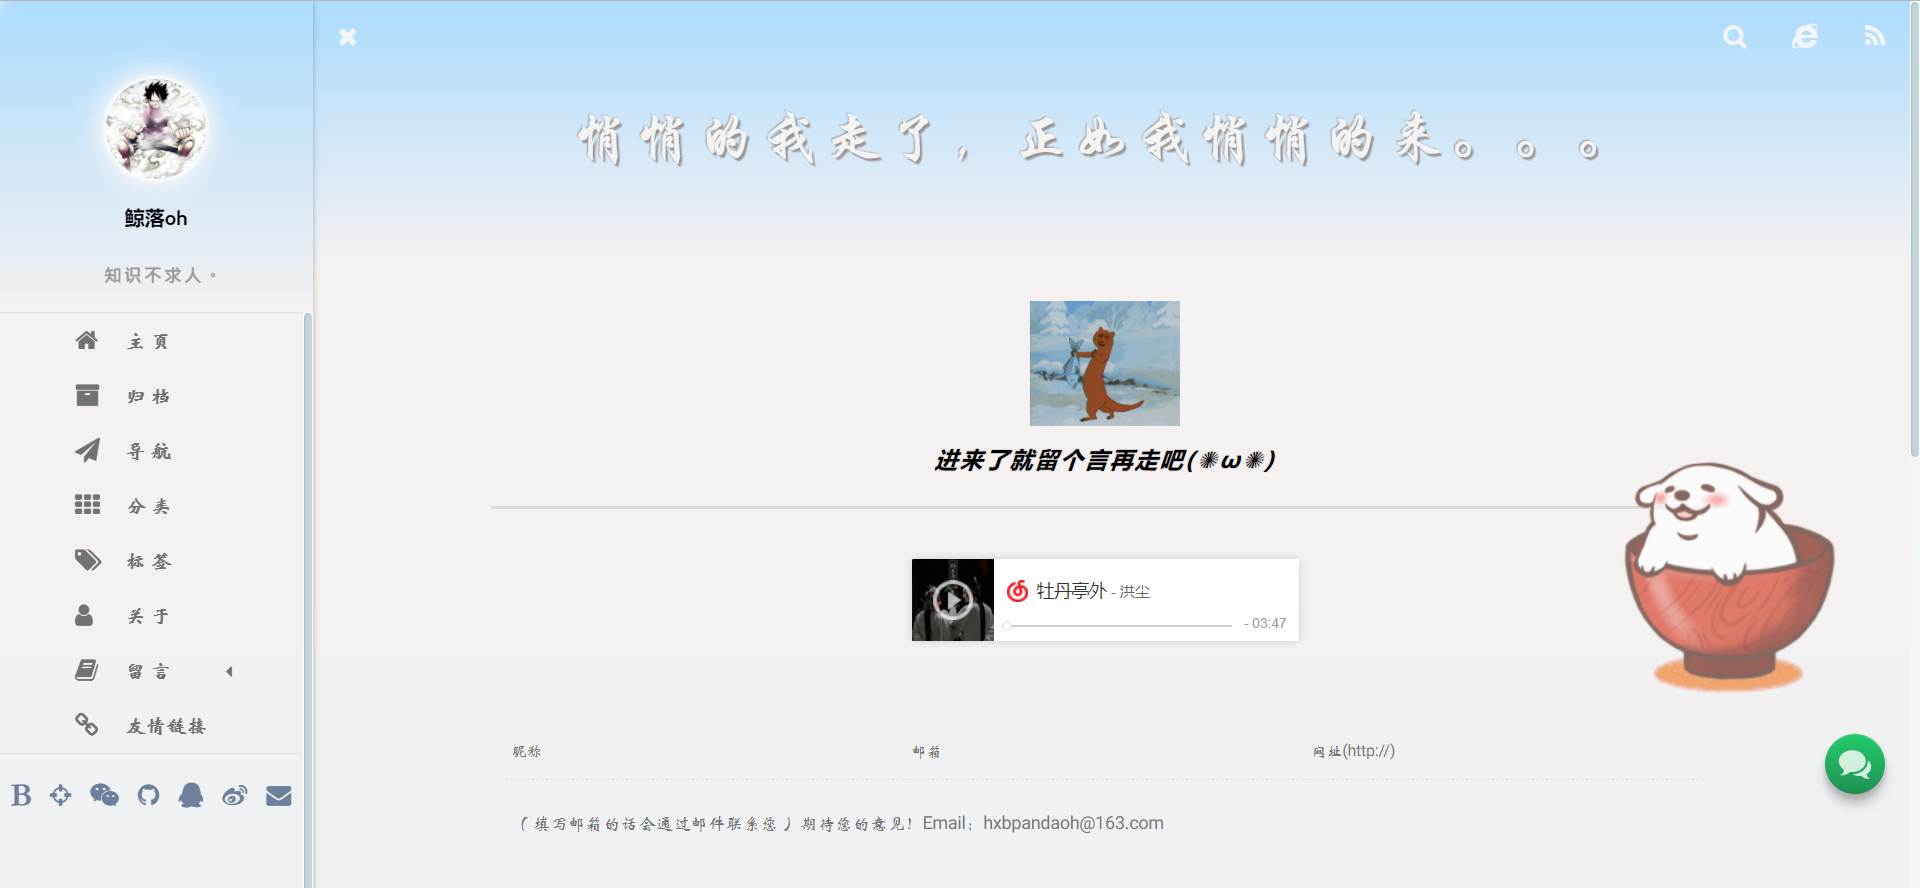 悄悄的我走了，正如我悄悄的来。。。
鲸落oh
知识不求人。
主页
归档
导航
分类
标签
关于
留言
友情链接
进来了就留个言再走吧(✺ω✺)
牡丹亭外 - 洪尘
- 03:47
昵称
邮箱
网址(http://)
（填写邮箱的话会通过邮件联系您）期待您的意见！Email：hxbpandaoh@163.com